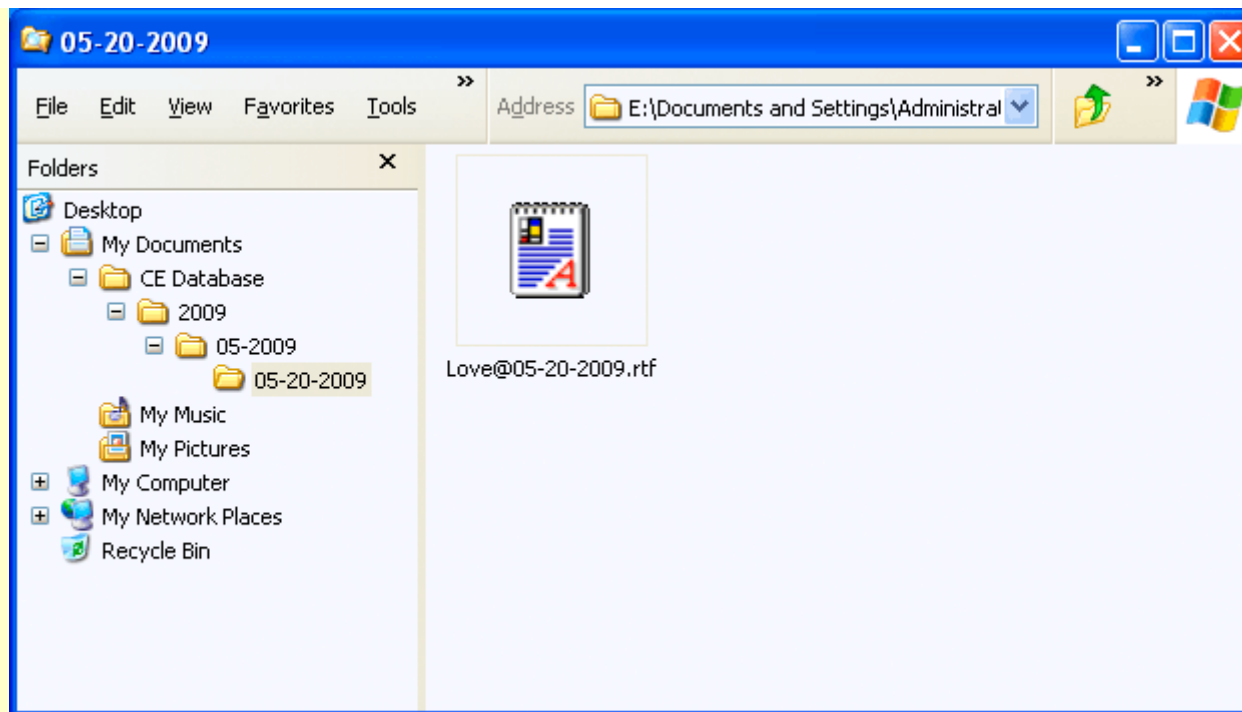 05-20-2009
File Edit View Favorites Tools » Address E:\Documents and Settings\Administra »
Folders
Desktop
My Documents
CE Database
2009
05-2009
05-20-2009
My Music
My Pictures
My Computer
My Network Places
Recycle Bin
Love@05-20-2009.rtf